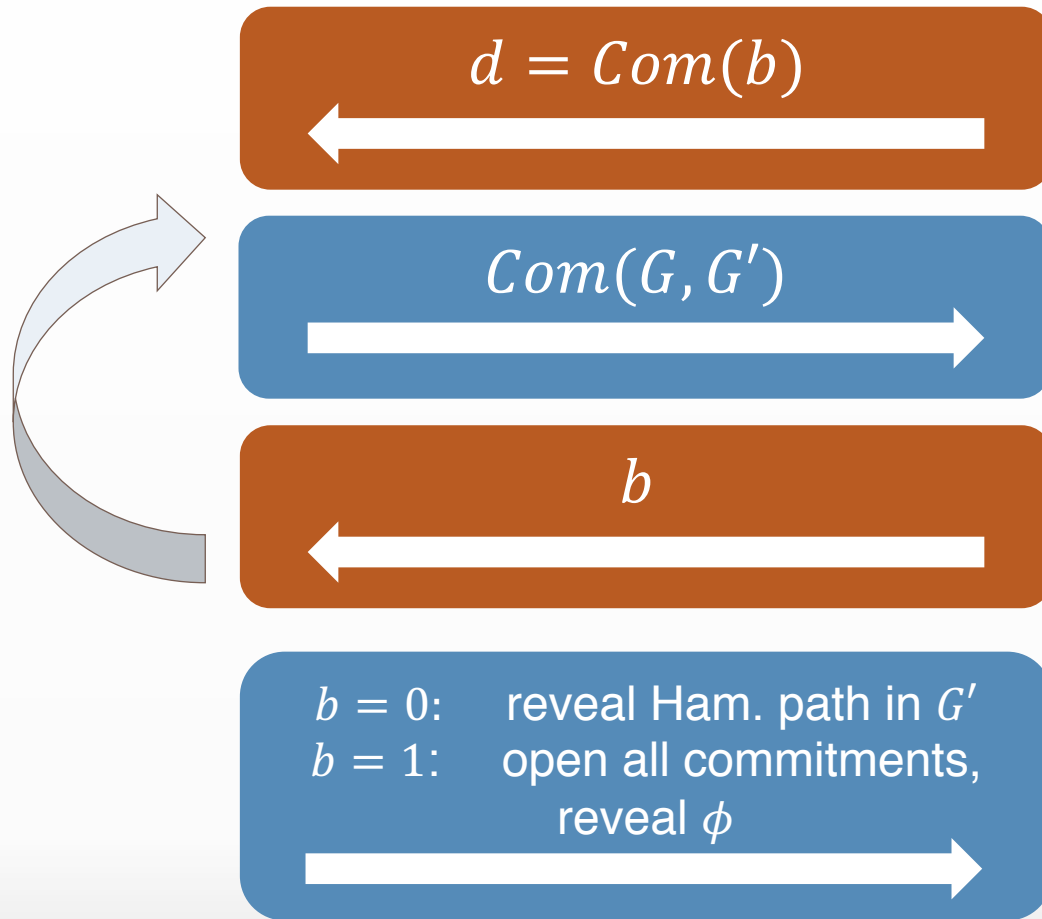 d = Com(b)
Com(G, G′)
b
b = 0: reveal Ham. path in G′
b = 1: open all commitments,
reveal ϕ